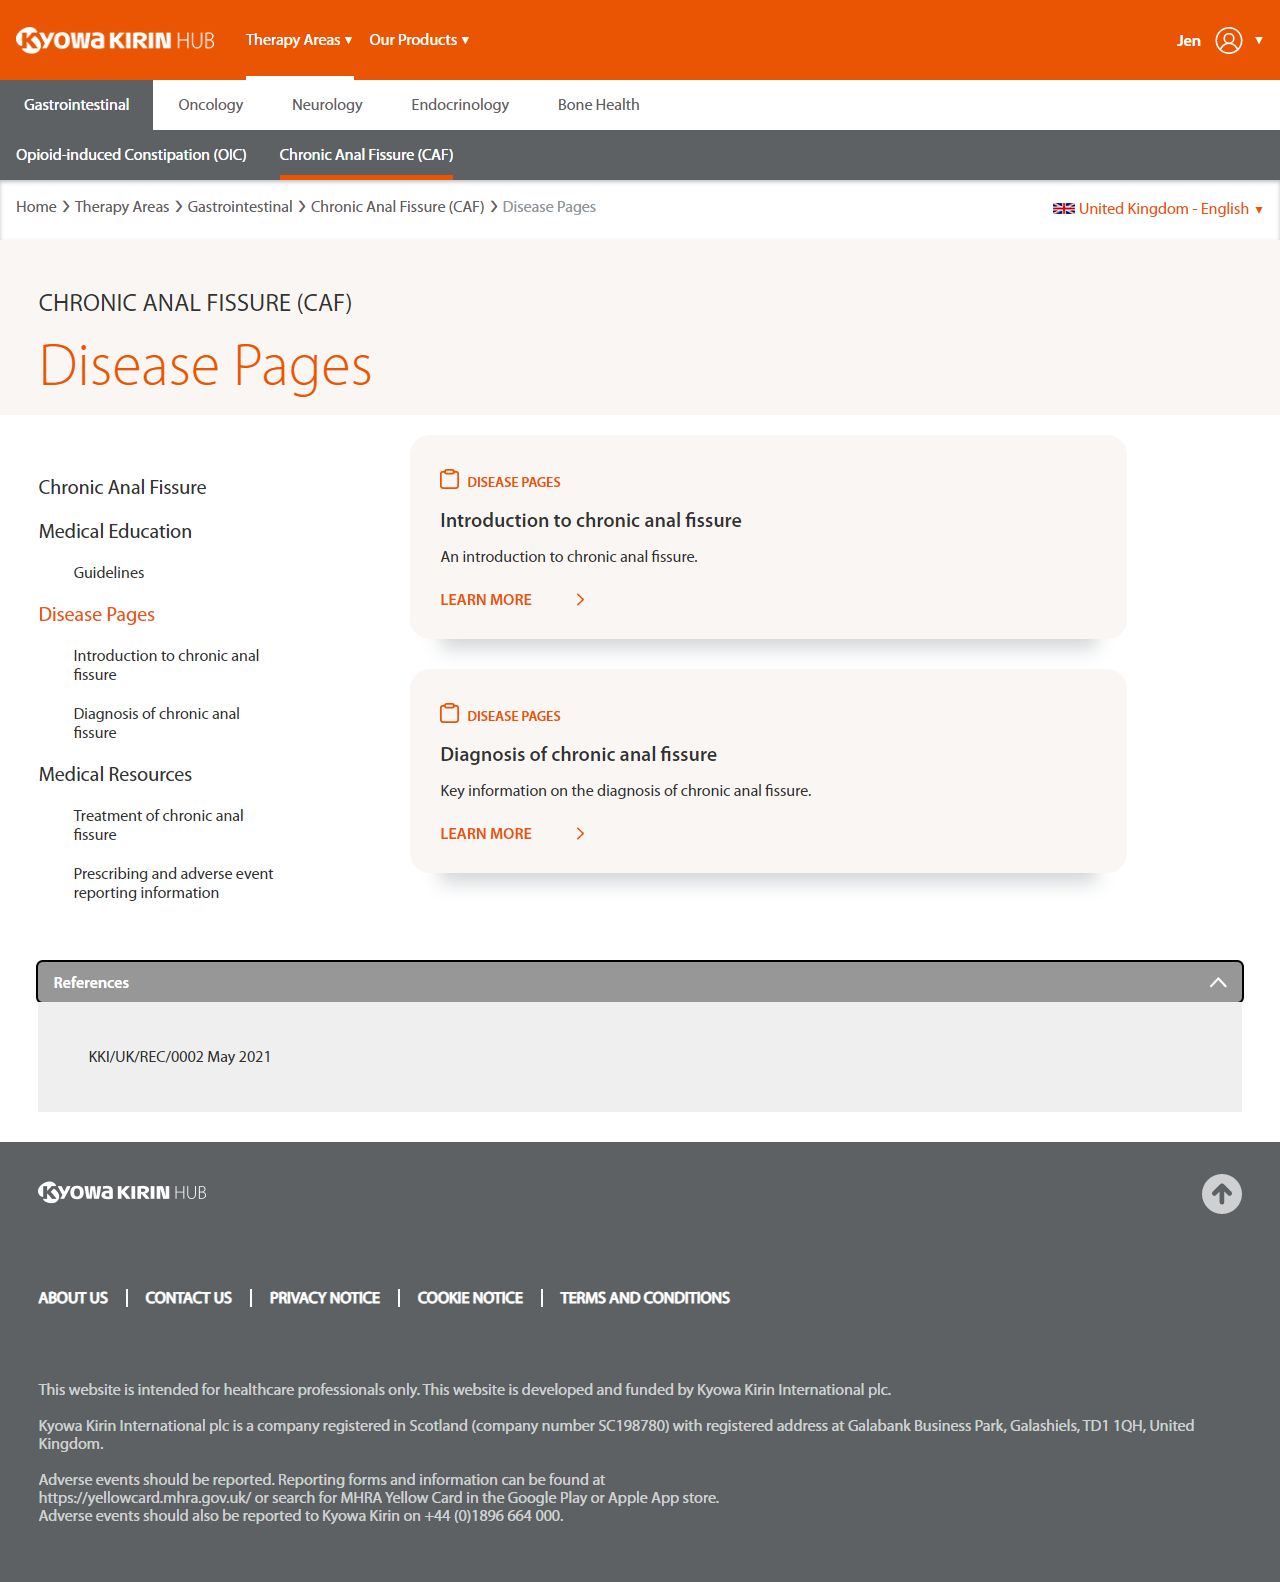 KYOWA KIRIN HUB
Therapy Areas ▼
Our Products ▼
Jen ▼
Gastrointestinal
Oncology
Neurology
Endocrinology
Bone Health
Opioid-induced Constipation (OIC)
Chronic Anal Fissure (CAF)
Home > Therapy Areas > Gastrointestinal > Chronic Anal Fissure (CAF) > Disease Pages
United Kingdom - English ▼
CHRONIC ANAL FISSURE (CAF)
Disease Pages
Chronic Anal Fissure
Medical Education
Guidelines
Disease Pages
Introduction to chronic anal
fissure
Diagnosis of chronic anal
fissure
Medical Resources
Treatment of chronic anal
fissure
Prescribing and adverse event
reporting information
DISEASE PAGES
Introduction to chronic anal fissure
An introduction to chronic anal fissure.
LEARN MORE
DISEASE PAGES
Diagnosis of chronic anal fissure
Key information on the diagnosis of chronic anal fissure.
LEARN MORE
References
KKI/UK/REC/0002 May 2021
KYOWA KIRIN HUB
ABOUT US | CONTACT US | PRIVACY NOTICE | COOKIE NOTICE | TERMS AND CONDITIONS
This website is intended for healthcare professionals only. This website is developed and funded by Kyowa Kirin International plc.
Kyowa Kirin International plc is a company registered in Scotland (company number SC198780) with registered address at Galabank Business Park, Galashiels, TD1 1QH, United
Kingdom.
Adverse events should be reported. Reporting forms and information can be found at
https://yellowcard.mhra.gov.uk/ or search for MHRA Yellow Card in the Google Play or Apple App store.
Adverse events should also be reported to Kyowa Kirin on +44 (0)1896 664 000.